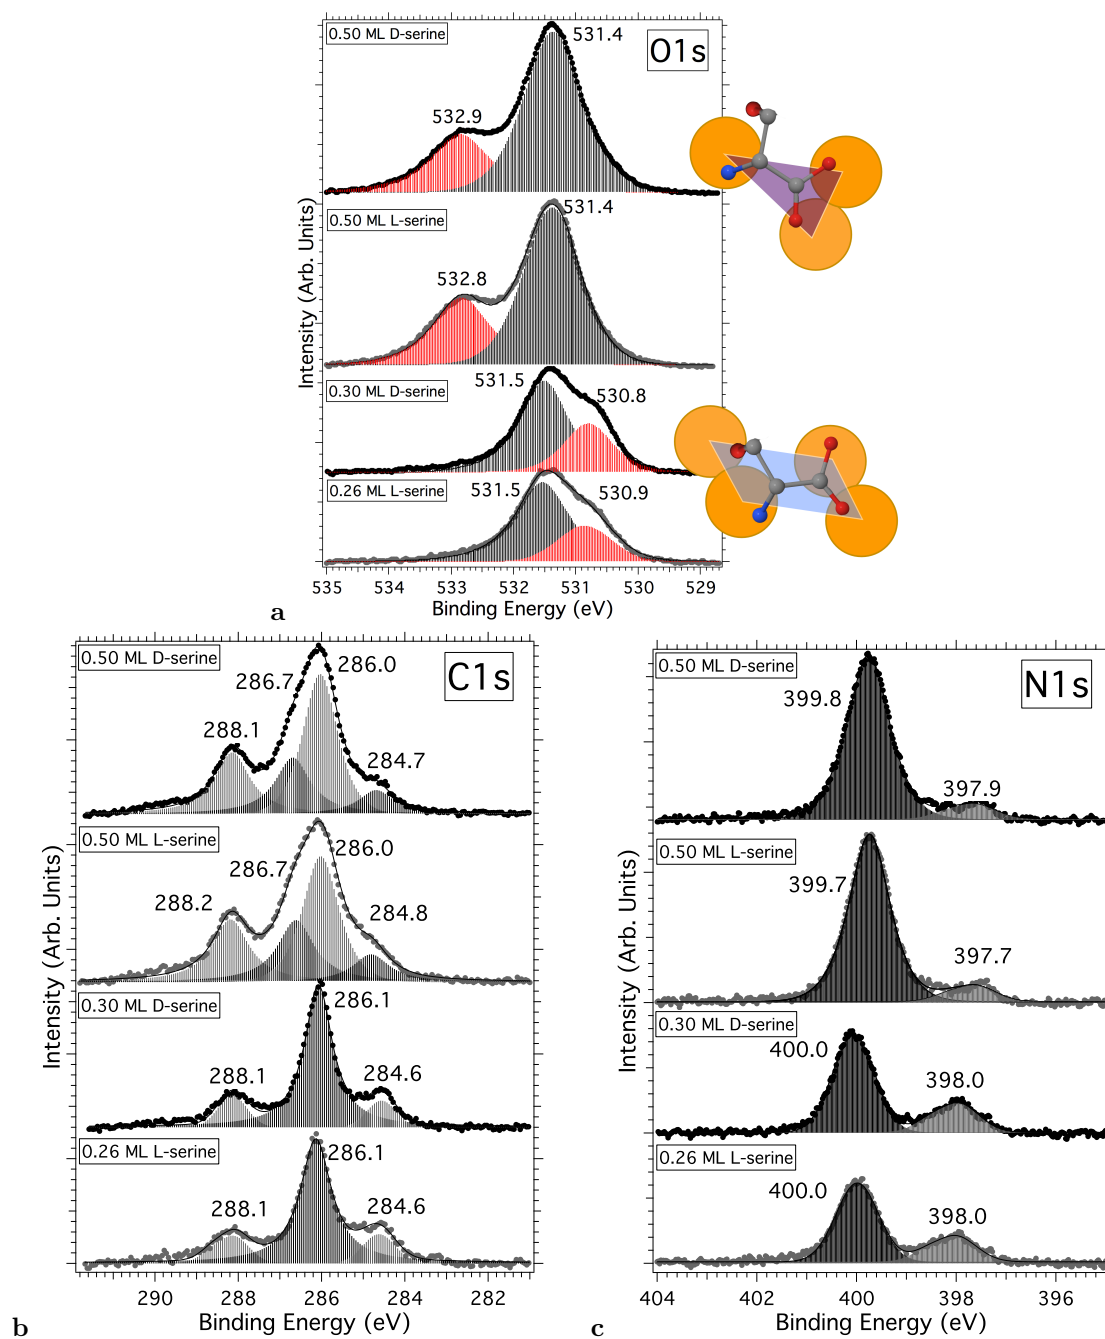 0.50 ML D-serine
531.4
O1s
532.9
0.50 ML L-serine
531.4
532.8
0.30 ML D-serine
531.5
530.8
0.26 ML L-serine
531.5
530.9
Intensity (Arb. Units)
535 534 533 532 531 530 529
Binding Energy (eV)
a
0.50 ML D-serine
286.0
C1s
286.7
288.1
284.7
0.50 ML L-serine
286.0
286.7
288.2
284.8
0.30 ML D-serine
286.1
288.1
284.6
0.26 ML L-serine
286.1
288.1
284.6
Intensity (Arb. Units)
290 288 286 284 282
Binding Energy (eV)
b
0.50 ML D-serine
N1s
399.8
397.9
0.50 ML L-serine
399.7
397.7
0.30 ML D-serine
400.0
398.0
0.26 ML L-serine
400.0
398.0
Intensity (Arb. Units)
404 402 400 398 396
Binding Energy (eV)
c